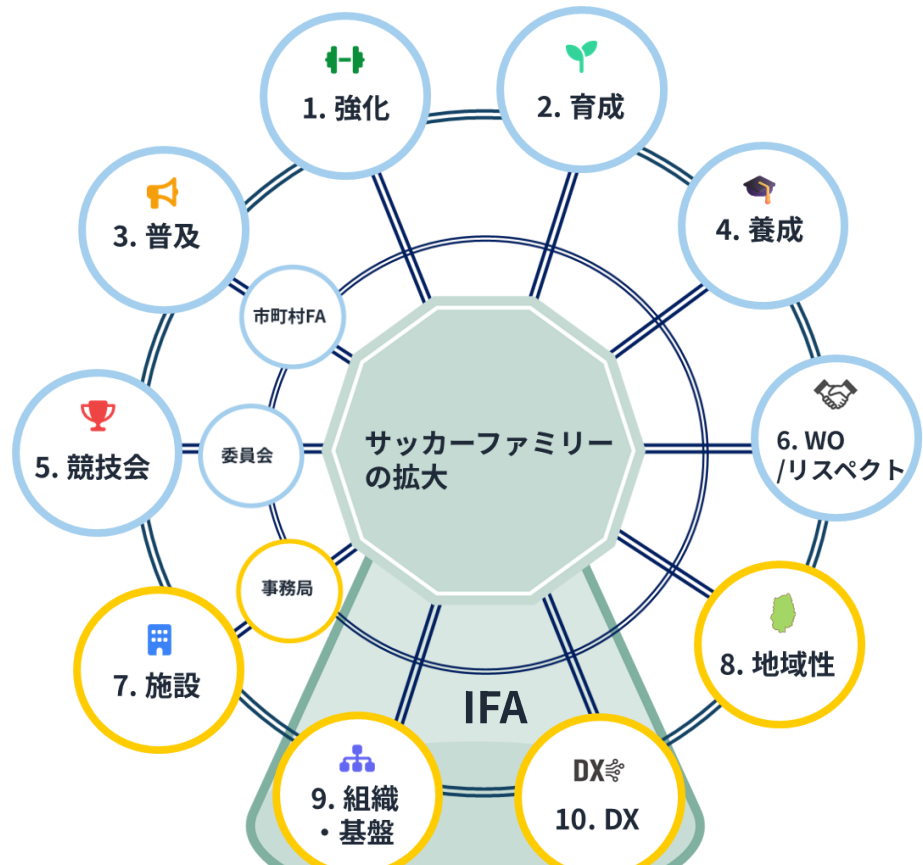 1. 強化
2. 育成
3. 普及
4. 養成
市町村FA
サッカーファミリー
の拡大
5. 競技会
委員会
6. WO
/リスペクト
事務局
7. 施設
8. 地域性
IFA
9. 組織
・基盤
DX
10. DX